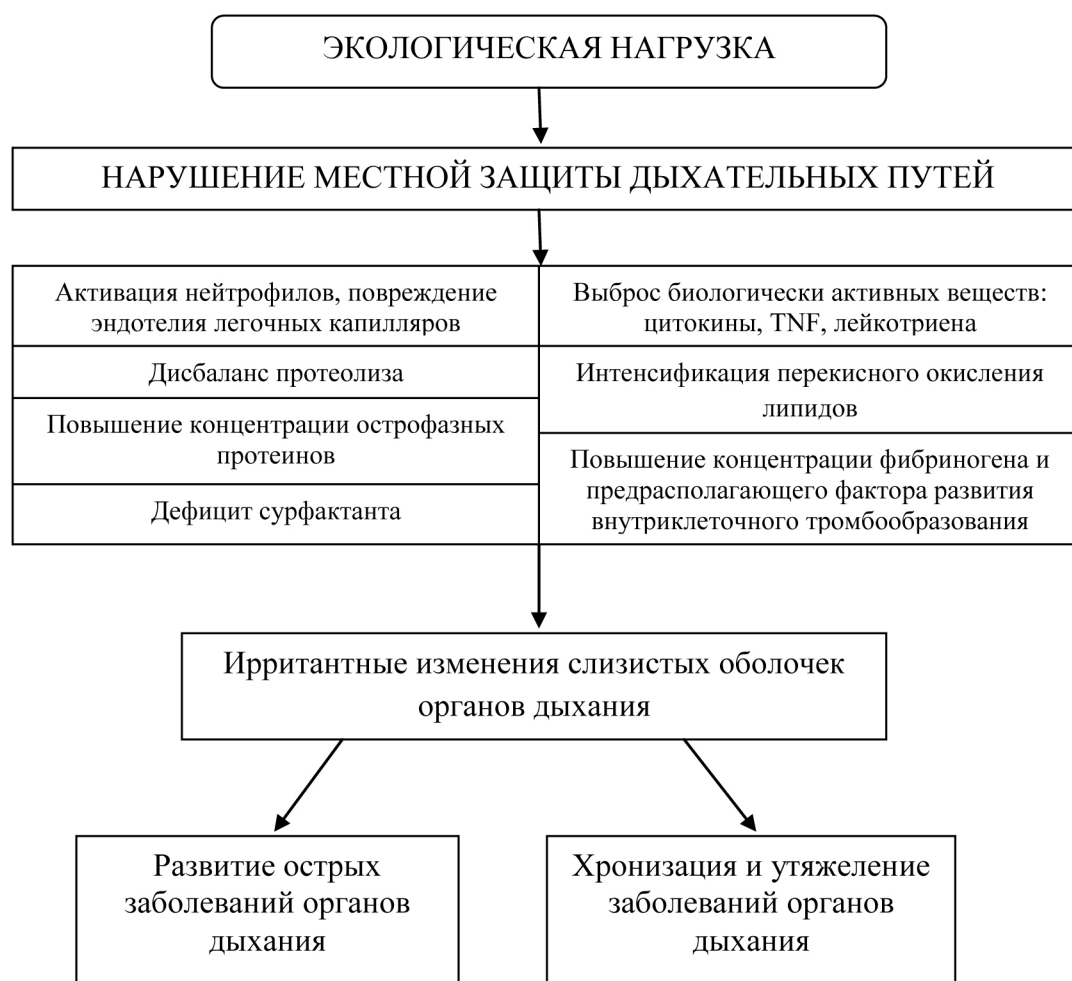 ЭКОЛОГИЧЕСКАЯ НАГРУЗКА
НАРУШЕНИЕ МЕСТНОЙ ЗАЩИТЫ ДЫХАТЕЛЬНЫХ ПУТЕЙ
Активация нейтрофилов, повреждение
эндотелия легочных капилляров
Дисбаланс протеолиза
Повышение концентрации острофазных
протеинов
Дефицит сурфактанта
Выброс биологически активных веществ:
цитокины, TNF, лейкотриена
Интенсификация перекисного окисления
липидов
Повышение концентрации фибриногена и
предрасполагающего фактора развития
внутриклеточного тромбообразования
Ирритантные изменения слизистых оболочек
органов дыхания
Развитие острых
заболеваний органов
дыхания
Хронизация и утяжеление
заболеваний органов
дыхания